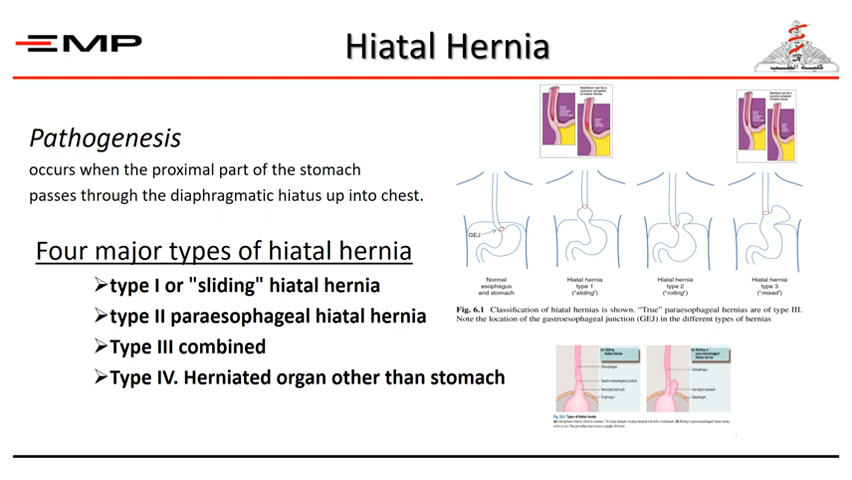 EMP
Hiatal Hernia
كلية الطب
Pathogenesis
occurs when the proximal part of the stomach
passes through the diaphragmatic hiatus up into chest.
Four major types of hiatal hernia
➢type I or "sliding" hiatal hernia
➢type II paraesophageal hiatal hernia
➢Type III combined
➢Type IV. Herniated organ other than stomach
GEJ
Normal
esophagus
and stomach
Hiatal hernia
type 1
("sliding")
Hiatal hernia
type 2
("rolling")
Hiatal hernia
type 3
("mixed")
Fig. 6.1 Classification of hiatal hernias is shown. "True" paraesophageal hernias are of type III.
Note the location of the gastroesophageal junction (GEJ) in the different types of hernias